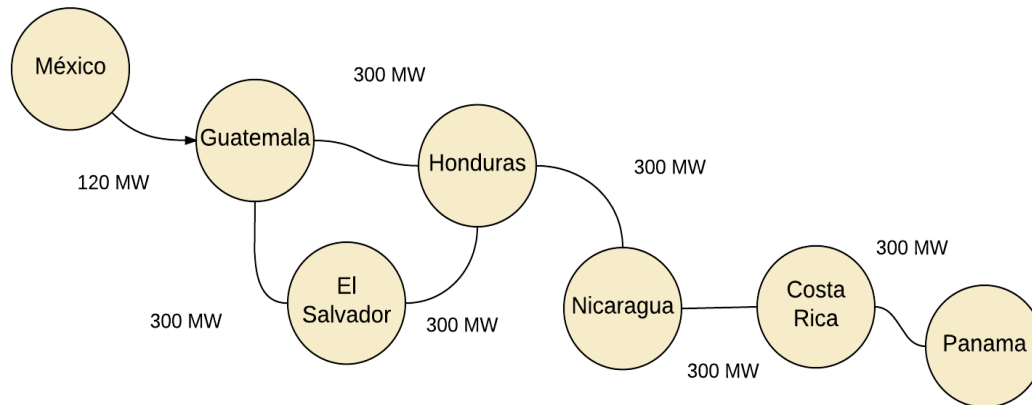 México
300 MW
Guatemala
Honduras
120 MW
300 MW
El
Salvador
300 MW
300 MW
Nicaragua
Costa
Rica
300 MW
300 MW
Panama